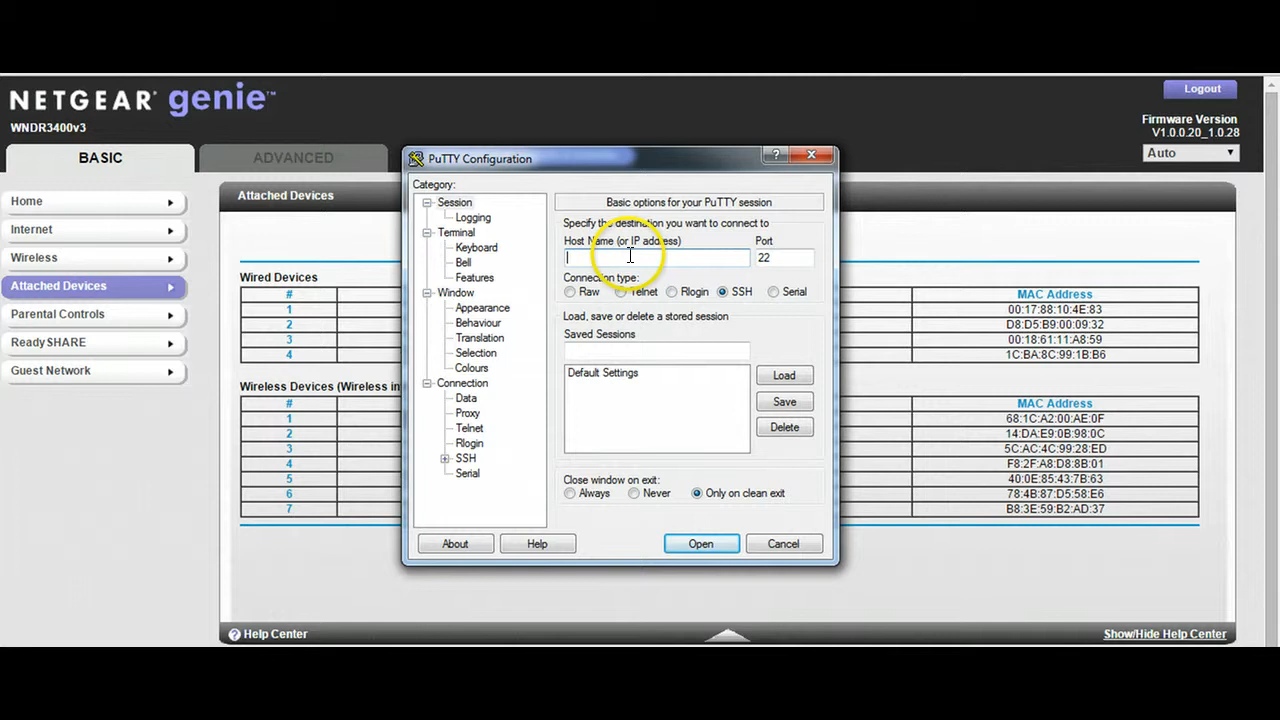 NETGEAR genie™
WNDR3400v3
Logout
Firmware Version
V1.0.0.20_1.0.28
Auto
BASIC
ADVANCED
Home
Internet
Wireless
Attached Devices
Parental Controls
ReadySHARE
Guest Network
Attached Devices
Wired Devices
# MAC Address
1 00:17:88:10:4E:83
2 D8:D5:B9:00:09:32
3 00:18:61:11:A8:59
4 1C:BA:8C:99:1B:B6
Wireless Devices (Wireless in
# MAC Address
1 68:1C:A2:00:AE:0F
2 14:DA:E9:0B:98:0C
3 5C:AC:4C:99:28:ED
4 F8:2F:A8:D8:8B:01
5 40:0E:85:43:7B:63
6 78:4B:87:D5:58:E6
7 B8:3E:59:B2:AD:37
Help Center
Show/Hide Help Center
PuTTY Configuration
?
Category:
Session
Logging
Terminal
Keyboard
Bell
Features
Window
Appearance
Behaviour
Translation
Selection
Colours
Connection
Data
Proxy
Telnet
Rlogin
SSH
Serial
Basic options for your PuTTY session
Specify the destination you want to connect to
Host Name (or IP address) Port
22
Connection type:
Raw Telnet Rlogin SSH Serial
Load, save or delete a stored session
Saved Sessions
Default Settings
Load
Save
Delete
Close window on exit:
Always Never Only on clean exit
About Help Open Cancel